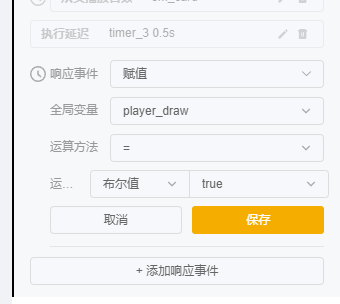 执行延迟 timer_3 0.5s
响应事件 赋值
全局变量 player_draw
运算方法 =
运... 布尔值 true
取消 保存
+ 添加响应事件